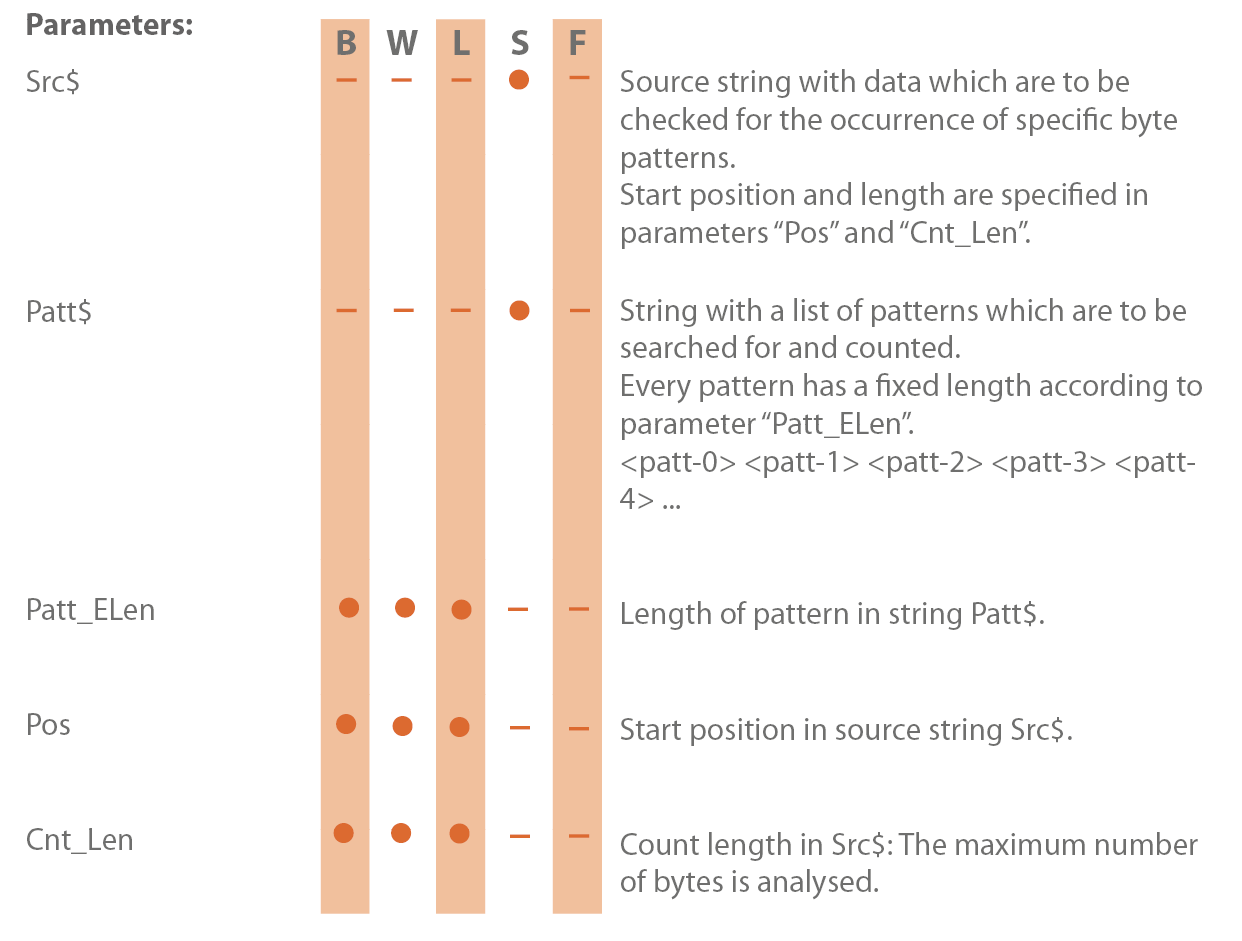 Parameters:
B W L S F
Src$ – – – ● – Source string with data which are to be
checked for the occurrence of specific byte
patterns.
Start position and length are specified in
parameters “Pos” and “Cnt_Len”.
Patt$ – – – ● – String with a list of patterns which are to be
searched for and counted.
Every pattern has a fixed length according to
parameter “Patt_ELen”.
<patt-0> <patt-1> <patt-2> <patt-3> <patt-
4> ...
Patt_ELen ● ● ● – – Length of pattern in string Patt$.
Pos ● ● ● – – Start position in source string Src$.
Cnt_Len ● ● ● – – Count length in Src$: The maximum number
of bytes is analysed.